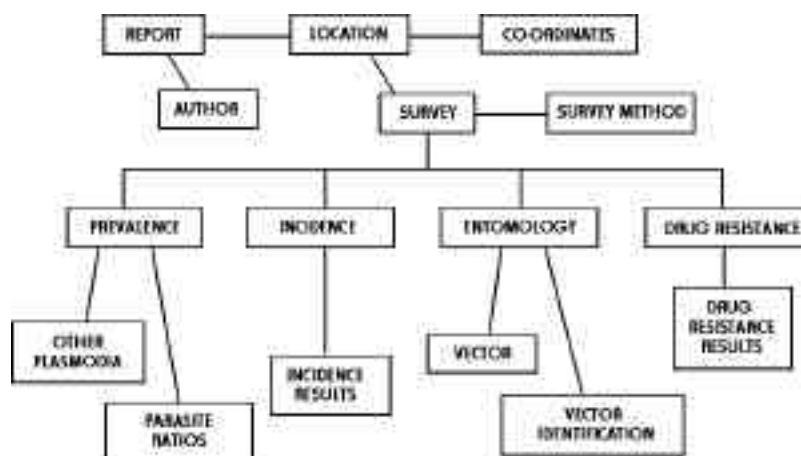 REPORT
LOCATION
CO-ORDINATES
AUTHOR
SURVEY
SURVEY METHOD
PREVALENCE
INCIDENCE
ENTOMOLOGY
DRUG RESISTANCE
OTHER
PLASMODIA
VECTOR
DRUG
RESISTANCE
RESULTS
INCIDENCE
RESULTS
PARASITE
RATIOS
VECTOR
IDENTIFICATION